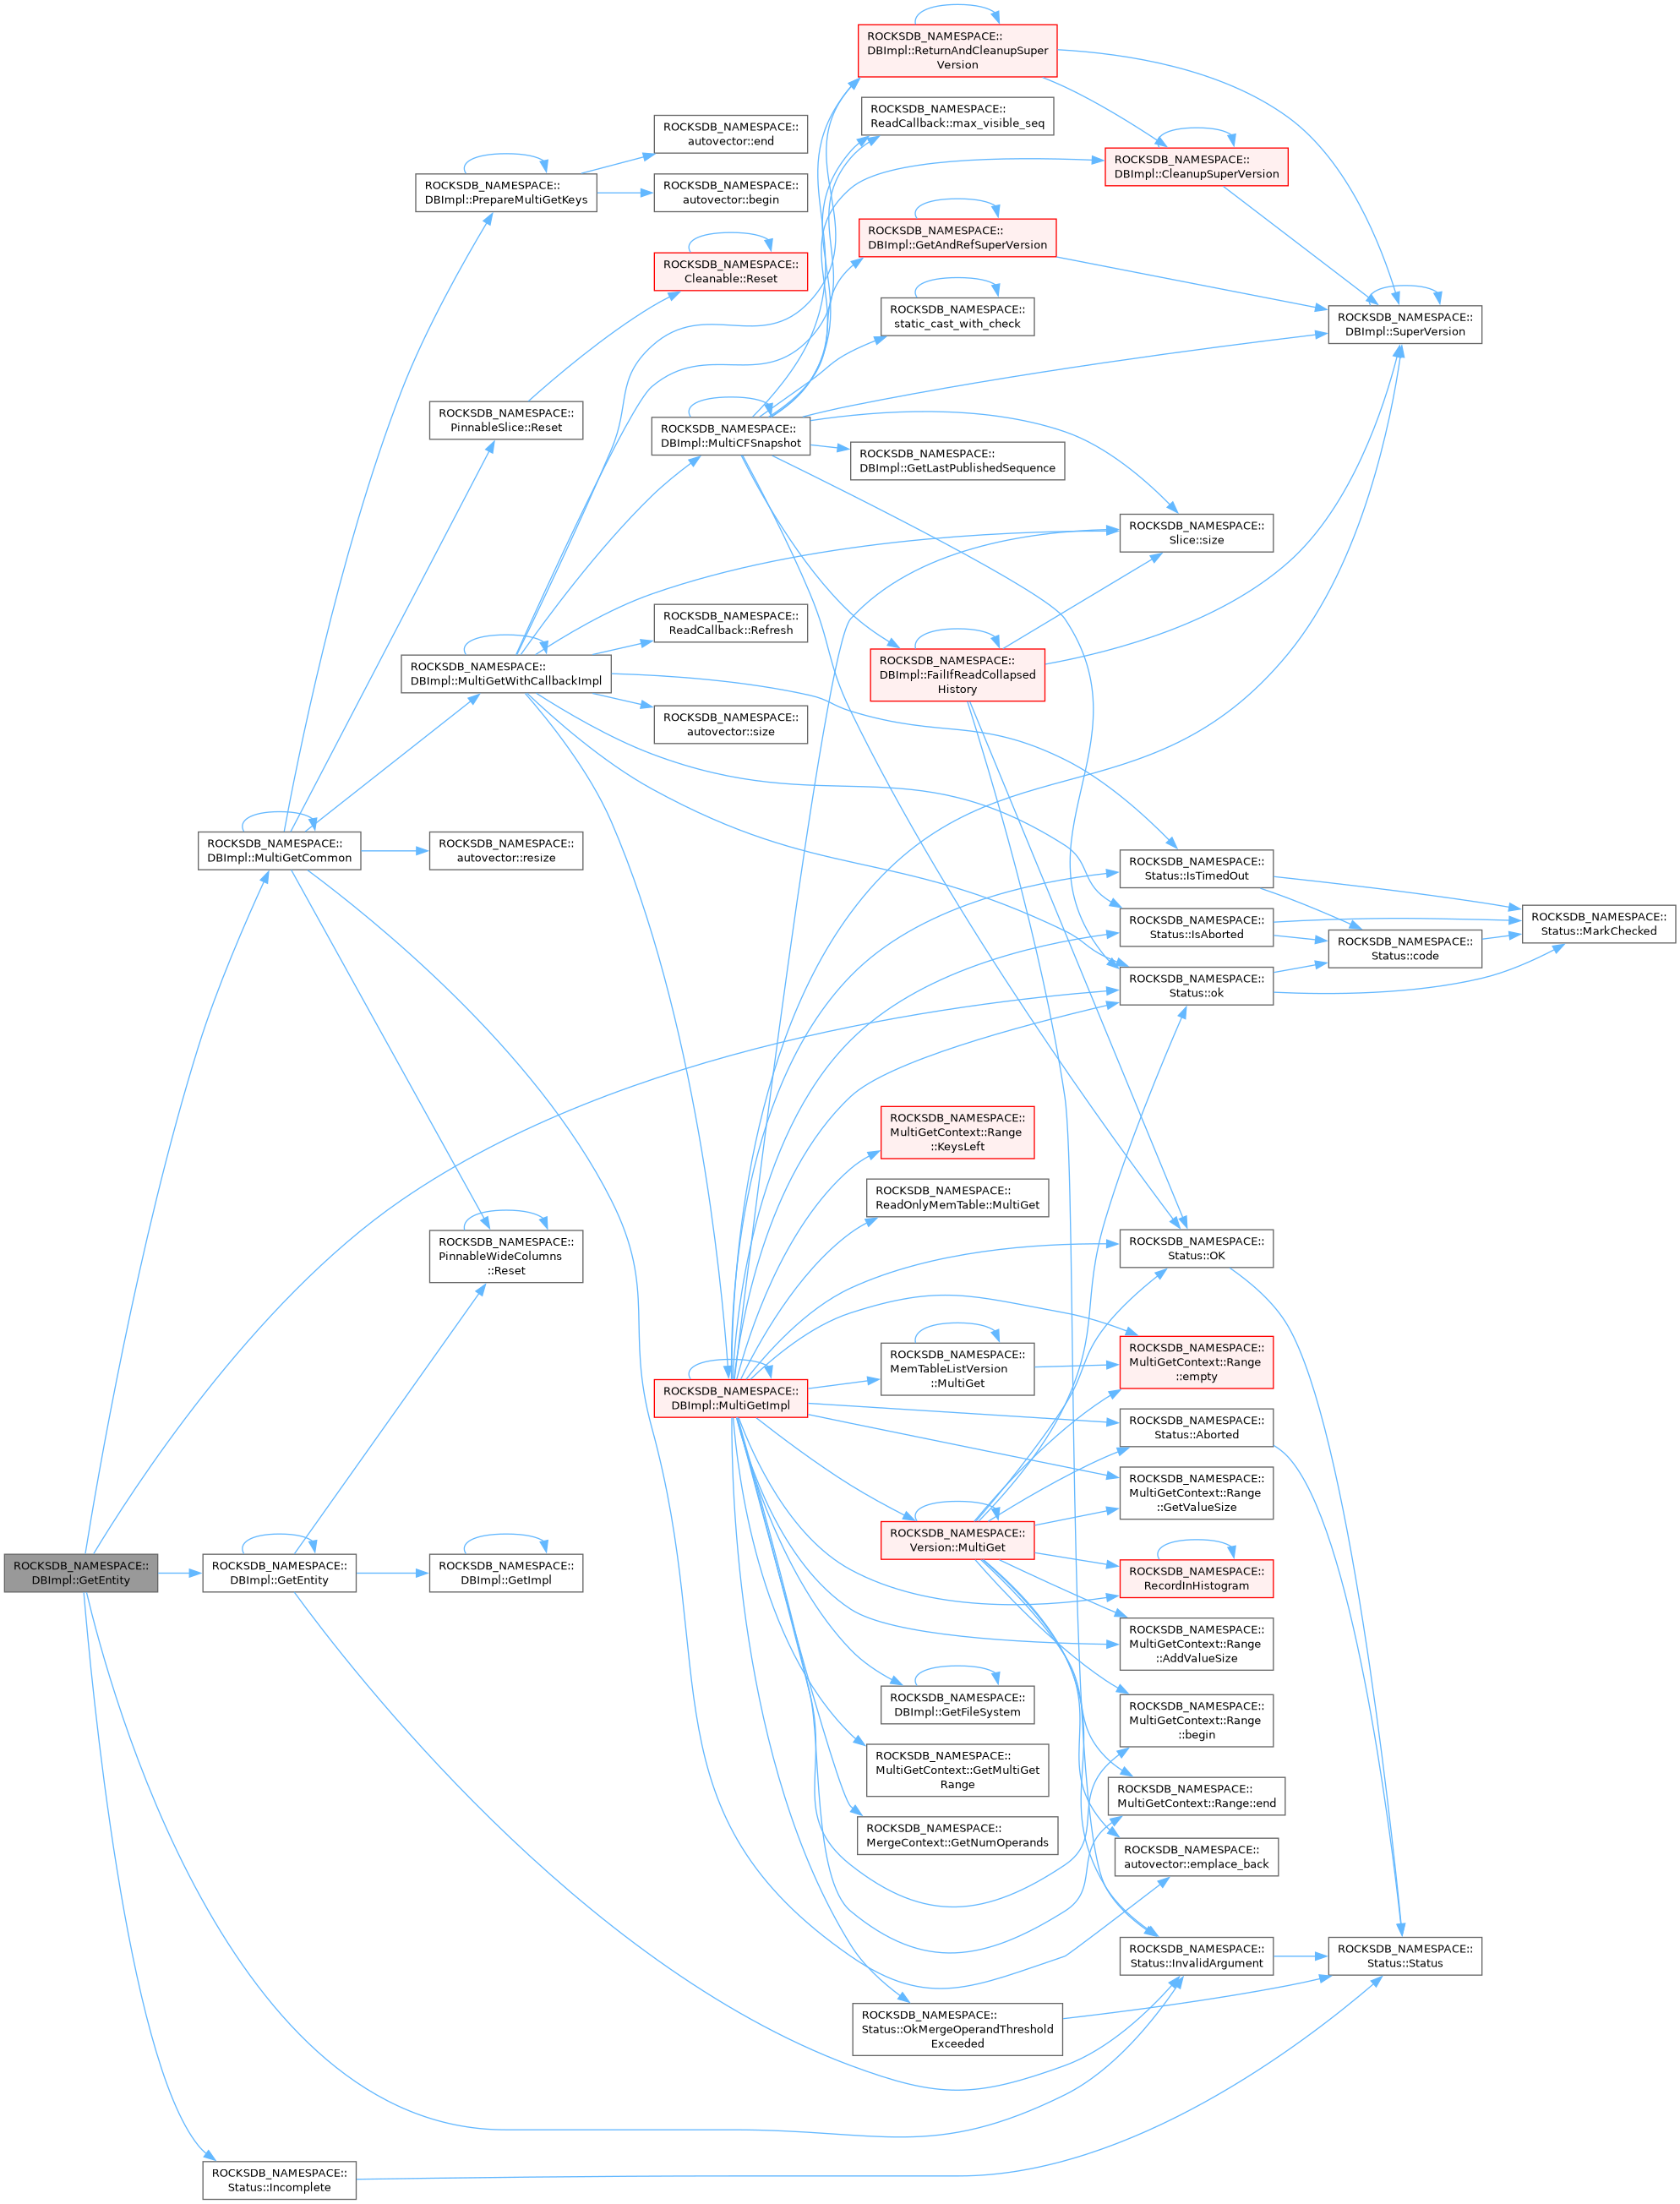 ROCKSDB_NAMESPACE::
DBImpl::GetEntity
ROCKSDB_NAMESPACE::
DBImpl::MultiGetCommon
ROCKSDB_NAMESPACE::
DBImpl::GetEntity
ROCKSDB_NAMESPACE::
Status::Incomplete
ROCKSDB_NAMESPACE::
DBImpl::PrepareMultiGetKeys
ROCKSDB_NAMESPACE::
PinnableSlice::Reset
ROCKSDB_NAMESPACE::
DBImpl::MultiGetWithCallbackImpl
ROCKSDB_NAMESPACE::
autovector::resize
ROCKSDB_NAMESPACE::
PinnableWideColumns
::Reset
ROCKSDB_NAMESPACE::
DBImpl::GetImpl
ROCKSDB_NAMESPACE::
autovector::end
ROCKSDB_NAMESPACE::
autovector::begin
ROCKSDB_NAMESPACE::
Cleanable::Reset
ROCKSDB_NAMESPACE::
DBImpl::MultiCFSnapshot
ROCKSDB_NAMESPACE::
ReadCallback::Refresh
ROCKSDB_NAMESPACE::
autovector::size
ROCKSDB_NAMESPACE::
DBImpl::MultiGetImpl
ROCKSDB_NAMESPACE::
DBImpl::ReturnAndCleanupSuper
Version
ROCKSDB_NAMESPACE::
ReadCallback::max_visible_seq
ROCKSDB_NAMESPACE::
DBImpl::GetAndRefSuperVersion
ROCKSDB_NAMESPACE::
static_cast_with_check
ROCKSDB_NAMESPACE::
DBImpl::GetLastPublishedSequence
ROCKSDB_NAMESPACE::
DBImpl::FailIfReadCollapsed
History
ROCKSDB_NAMESPACE::
MultiGetContext::Range
::KeysLeft
ROCKSDB_NAMESPACE::
ReadOnlyMemTable::MultiGet
ROCKSDB_NAMESPACE::
MemTableListVersion
::MultiGet
ROCKSDB_NAMESPACE::
Version::MultiGet
ROCKSDB_NAMESPACE::
DBImpl::GetFileSystem
ROCKSDB_NAMESPACE::
MultiGetContext::GetMultiGet
Range
ROCKSDB_NAMESPACE::
MergeContext::GetNumOperands
ROCKSDB_NAMESPACE::
Status::OkMergeOperandThreshold
Exceeded
ROCKSDB_NAMESPACE::
DBImpl::CleanupSuperVersion
ROCKSDB_NAMESPACE::
Slice::size
ROCKSDB_NAMESPACE::
Status::IsTimedOut
ROCKSDB_NAMESPACE::
Status::IsAborted
ROCKSDB_NAMESPACE::
Status::ok
ROCKSDB_NAMESPACE::
Status::OK
ROCKSDB_NAMESPACE::
MultiGetContext::Range
::empty
ROCKSDB_NAMESPACE::
Status::Aborted
ROCKSDB_NAMESPACE::
MultiGetContext::Range
::GetValueSize
ROCKSDB_NAMESPACE::
RecordInHistogram
ROCKSDB_NAMESPACE::
MultiGetContext::Range
::AddValueSize
ROCKSDB_NAMESPACE::
MultiGetContext::Range
::begin
ROCKSDB_NAMESPACE::
MultiGetContext::Range::end
ROCKSDB_NAMESPACE::
autovector::emplace_back
ROCKSDB_NAMESPACE::
Status::InvalidArgument
ROCKSDB_NAMESPACE::
DBImpl::SuperVersion
ROCKSDB_NAMESPACE::
Status::code
ROCKSDB_NAMESPACE::
Status::Status
ROCKSDB_NAMESPACE::
Status::MarkChecked